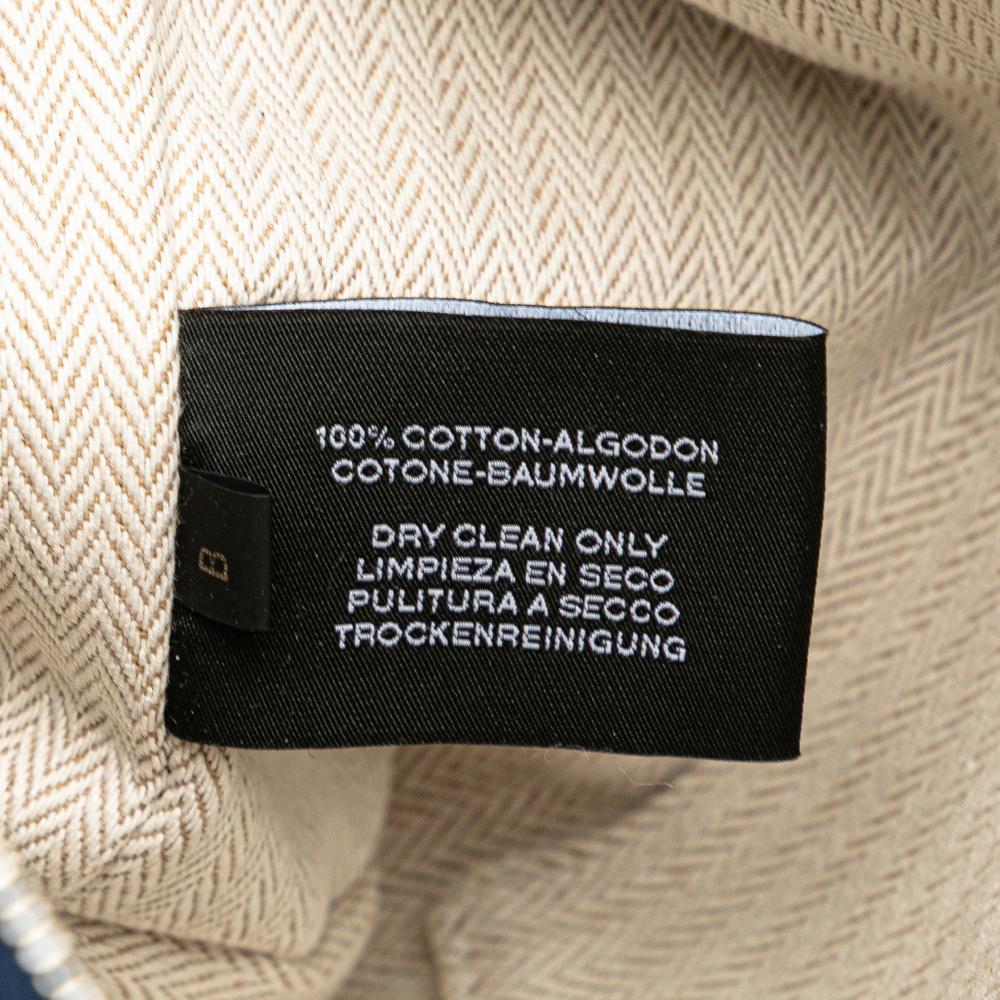 100% COTTON-ALGODON
COTONE-BAUMWOLLE
DRY CLEAN ONLY
LIMPIEZA EN SECO
PULITURA A SECCO
TROCKENREINIGUNG
B